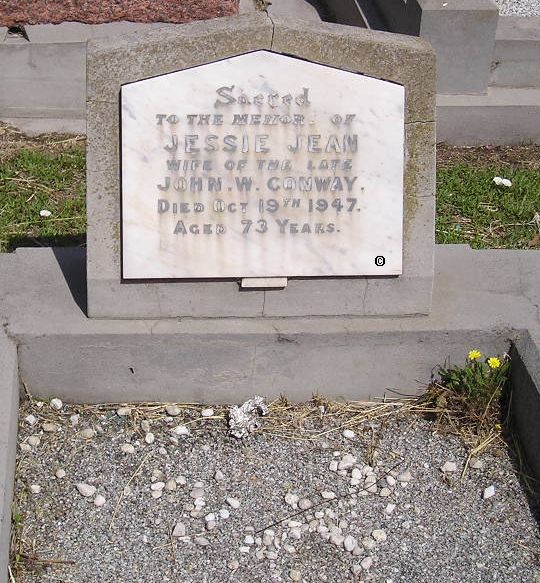 Sacred
TO THE MEMORY OF
JESSIE JEAN
WIFE OF THE LATE
JOHN. W. CONWAY.
DIED OCT 19TH 1947.
AGED 73 YEARS.
©